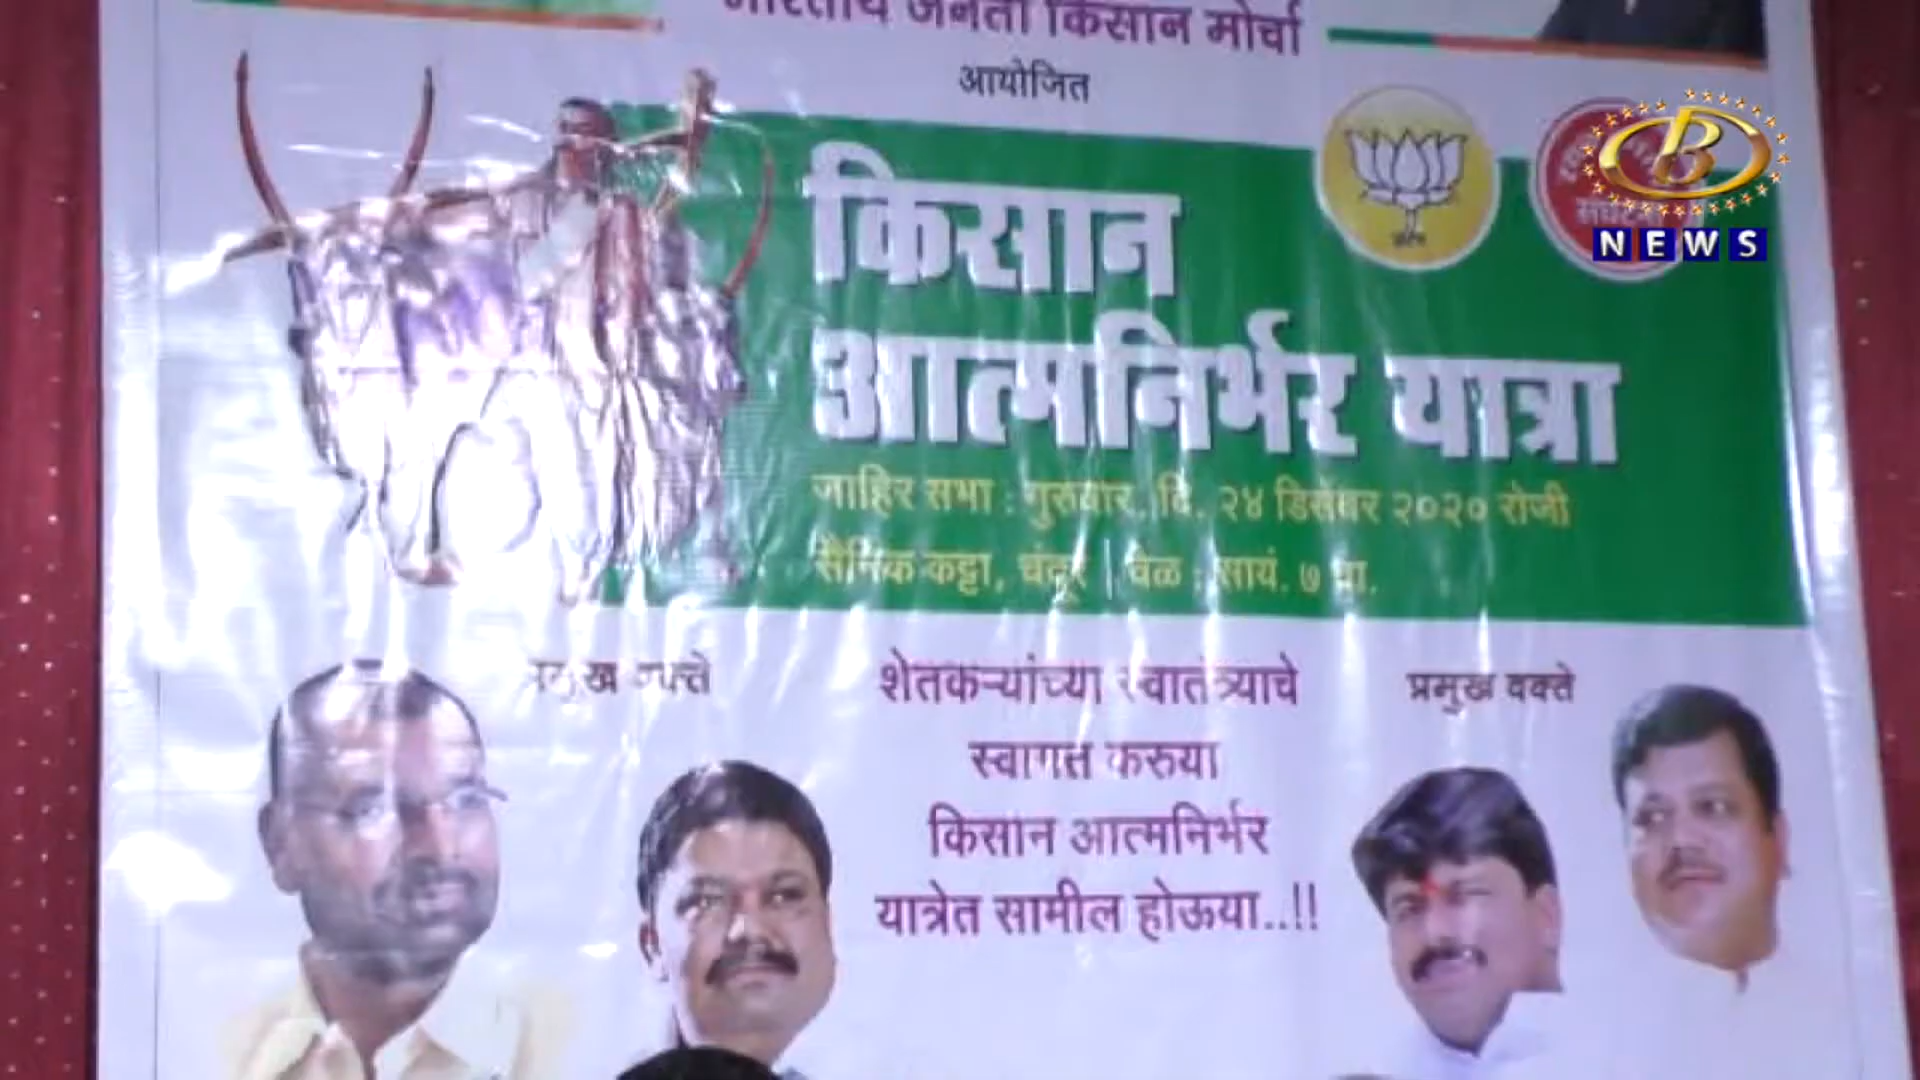 भारतीय जनता किसान मोर्चा
आयोजित
किसान
आत्मनिर्भर यात्रा
जाहिर सभा : गुरुवार, दि. २४ डिसेंबर २०२० रोजी
सैनिक कट्टा, चंदूर | वेळ : सायं. ७ वा.
प्रमुख वक्ते
शेतकऱ्यांच्या स्वातंत्र्याचे
स्वागत करुया
किसान आत्मनिर्भर
यात्रेत सामील होऊया..!!
प्रमुख वक्ते
B
NEWS